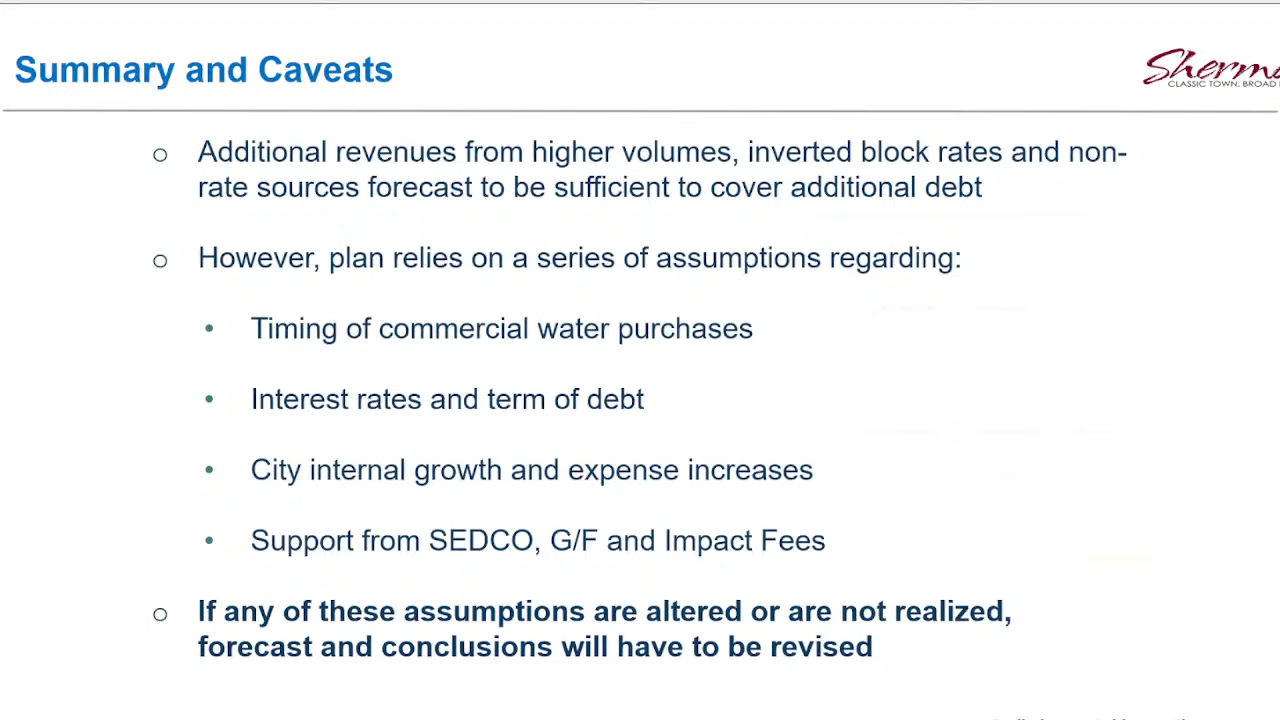 Summary and Caveats
CLASSIC TOWN. BROAD
○ Additional revenues from higher volumes, inverted block rates and non-
rate sources forecast to be sufficient to cover additional debt
○ However, plan relies on a series of assumptions regarding:
• Timing of commercial water purchases
• Interest rates and term of debt
• City internal growth and expense increases
• Support from SEDCO, G/F and Impact Fees
○ If any of these assumptions are altered or are not realized,
forecast and conclusions will have to be revised